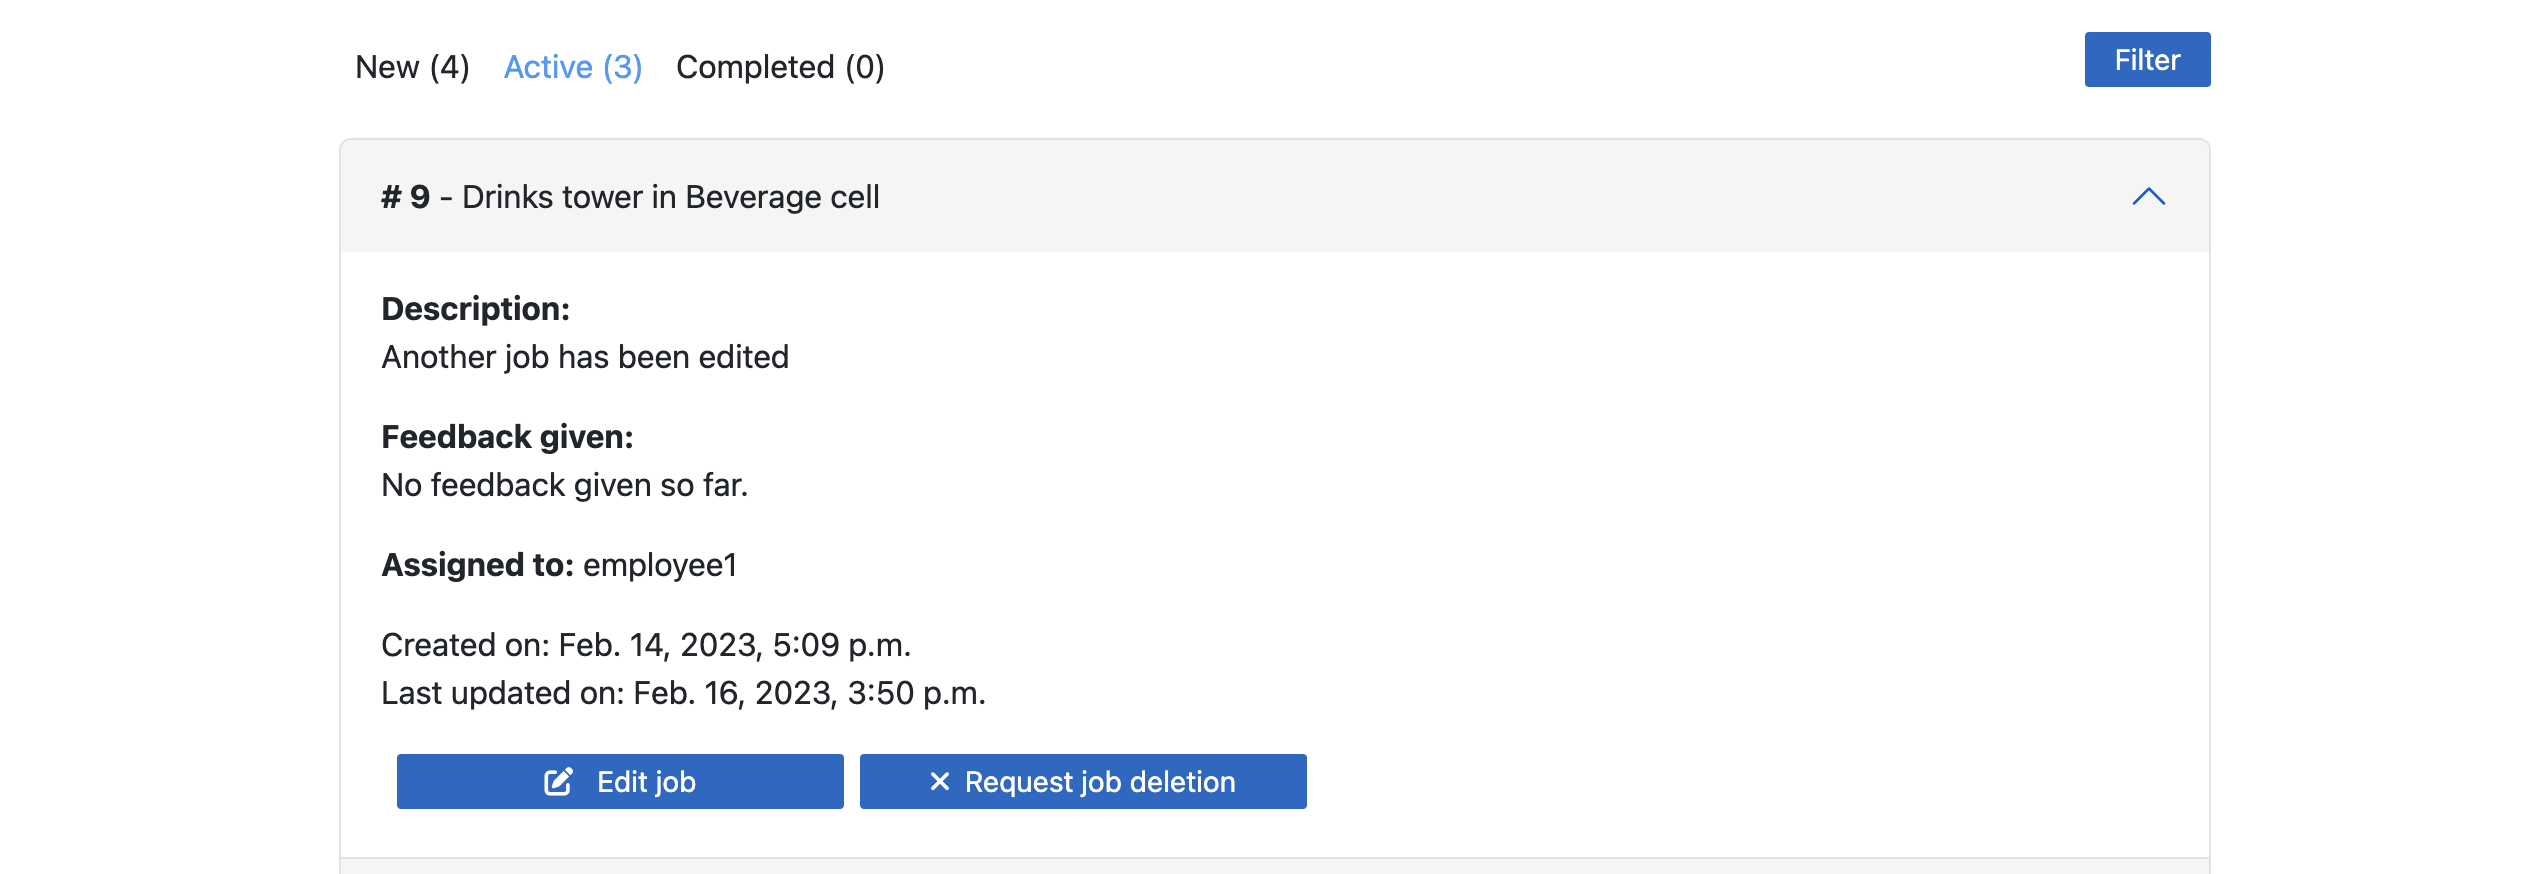 New (4) Active (3) Completed (0) Filter
# 9 - Drinks tower in Beverage cell
Description:
Another job has been edited
Feedback given:
No feedback given so far.
Assigned to: employee1
Created on: Feb. 14, 2023, 5:09 p.m.
Last updated on: Feb. 16, 2023, 3:50 p.m.
Edit job Request job deletion